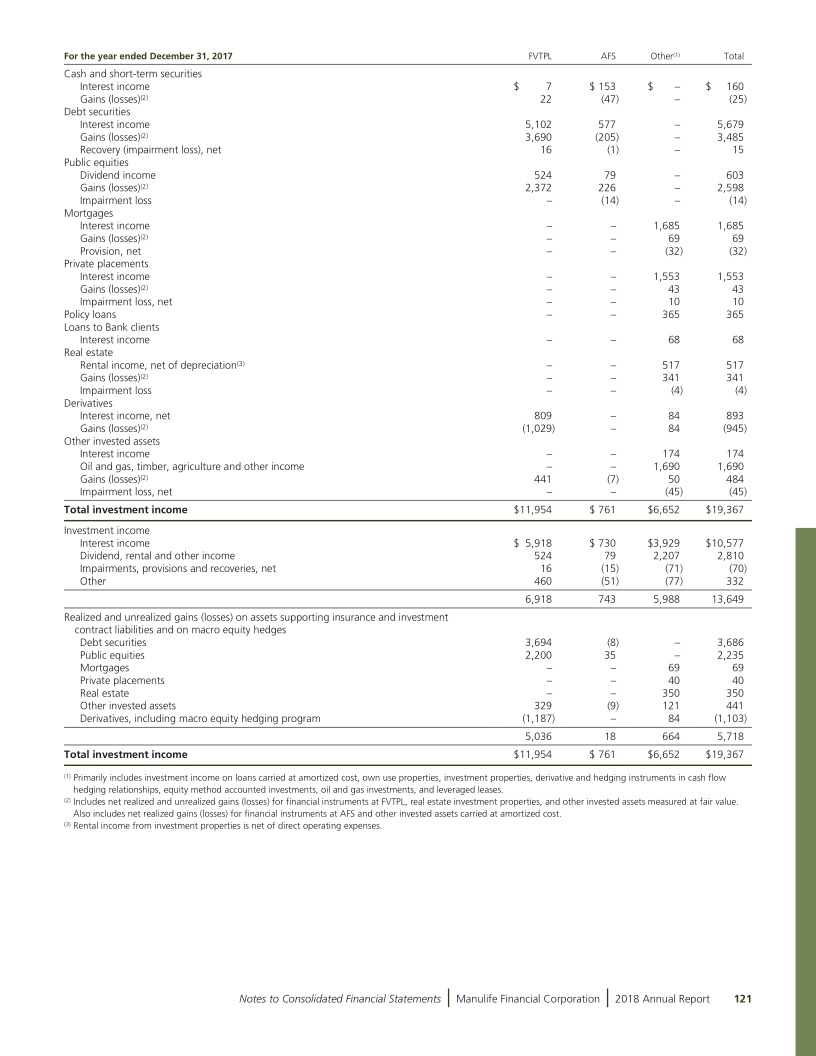 For the year ended December 31, 2017 FVTPL AFS Other(1) Total
Cash and short-term securities
Interest income $ 7 $ 153 $ – $ 160
Gains (losses)(2) 22 (47) – (25)
Debt securities
Interest income 5,102 577 – 5,679
Gains (losses)(2) 3,690 (205) – 3,485
Recovery (impairment loss), net 16 (1) – 15
Public equities
Dividend income 524 79 – 603
Gains (losses)(2) 2,372 226 – 2,598
Impairment loss – (14) – (14)
Mortgages
Interest income – – 1,685 1,685
Gains (losses)(2) – – 69 69
Provision, net – – (32) (32)
Private placements
Interest income – – 1,553 1,553
Gains (losses)(2) – – 43 43
Impairment loss, net – – 10 10
Policy loans – – 365 365
Loans to Bank clients
Interest income – – 68 68
Real estate
Rental income, net of depreciation(3) – – 517 517
Gains (losses)(2) – – 341 341
Impairment loss – – (4) (4)
Derivatives
Interest income, net 809 – 84 893
Gains (losses)(2) (1,029) – 84 (945)
Other invested assets
Interest income – – 174 174
Oil and gas, timber, agriculture and other income – – 1,690 1,690
Gains (losses)(2) 441 (7) 50 484
Impairment loss, net – – (45) (45)
Total investment income $11,954 $ 761 $6,652 $19,367
Investment income
Interest income $ 5,918 $ 730 $3,929 $10,577
Dividend, rental and other income 524 79 2,207 2,810
Impairments, provisions and recoveries, net 16 (15) (71) (70)
Other 460 (51) (77) 332
6,918 743 5,988 13,649
Realized and unrealized gains (losses) on assets supporting insurance and investment
contract liabilities and on macro equity hedges
Debt securities 3,694 (8) – 3,686
Public equities 2,200 35 – 2,235
Mortgages – – 69 69
Private placements – – 40 40
Real estate – – 350 350
Other invested assets 329 (9) 121 441
Derivatives, including macro equity hedging program (1,187) – 84 (1,103)
5,036 18 664 5,718
Total investment income $11,954 $ 761 $6,652 $19,367
(1) Primarily includes investment income on loans carried at amortized cost, own use properties, investment properties, derivative and hedging instruments in cash flow
hedging relationships, equity method accounted investments, oil and gas investments, and leveraged leases.
(2) Includes net realized and unrealized gains (losses) for financial instruments at FVTPL, real estate investment properties, and other invested assets measured at fair value.
Also includes net realized gains (losses) for financial instruments at AFS and other invested assets carried at amortized cost.
(3) Rental income from investment properties is net of direct operating expenses.
Notes to Consolidated Financial Statements | Manulife Financial Corporation | 2018 Annual Report 121